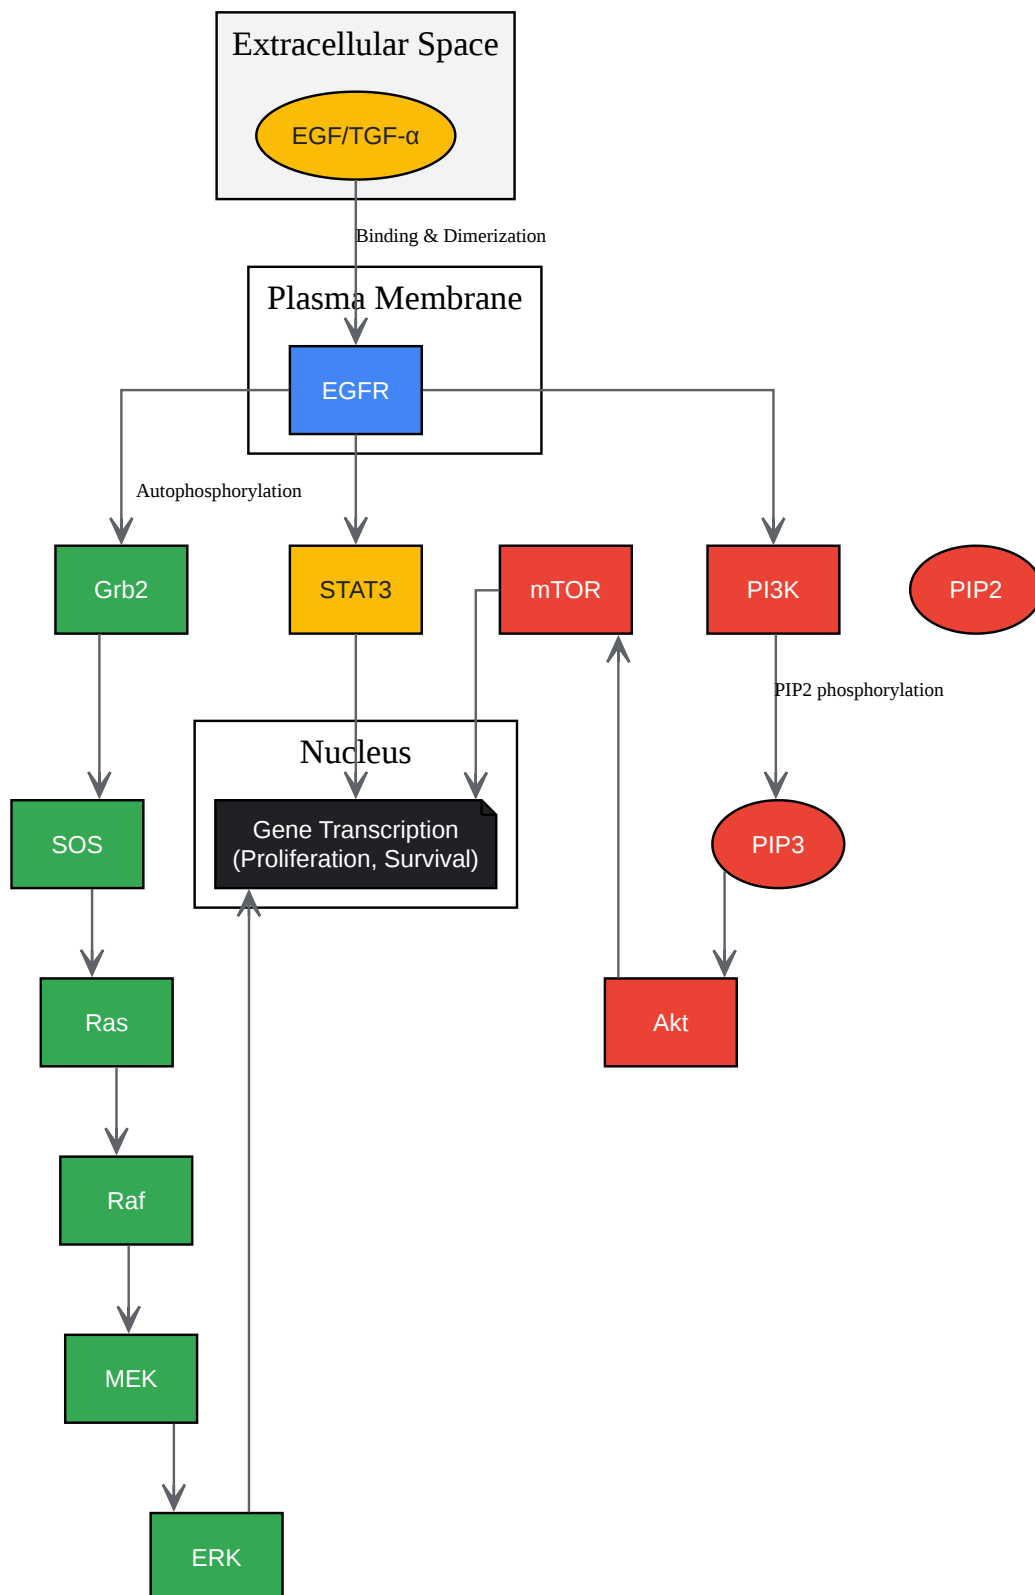 Extracellular Space
EGF/TGF-α
Binding & Dimerization
Plasma Membrane
EGFR
Autophosphorylation
Grb2
STAT3
mTOR
PI3K
PIP2
PIP2 phosphorylation
Nucleus
Gene Transcription
(Proliferation, Survival)
SOS
PIP3
Ras
Akt
Raf
MEK
ERK